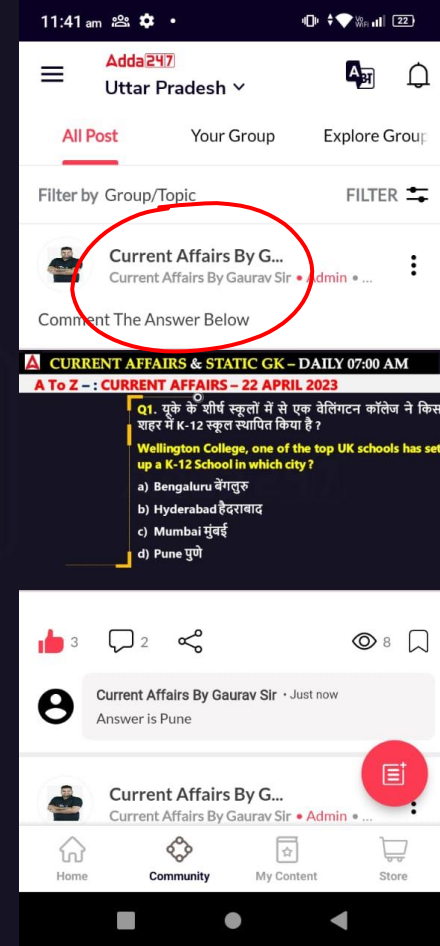 11:41 am
22
Adda247
Uttar Pradesh
All Post Your Group Explore Group
Filter by Group/Topic FILTER
Current Affairs By G...
Current Affairs By Gaurav Sir • Admin • ...
Comment The Answer Below
CURRENT AFFAIRS & STATIC GK – DAILY 07:00 AM
A To Z – : CURRENT AFFAIRS – 22 APRIL 2023
Q1. यूके के शीर्ष स्कूलों में से एक वेलिंगटन कॉलेज ने किस
शहर में K-12 स्कूल स्थापित किया है ?
Wellington College, one of the top UK schools has set
up a K-12 School in which city ?
a) Bengaluru बेंगलुरु
b) Hyderabad हैदराबाद
c) Mumbai मुंबई
d) Pune पुणे
3 2 8
Current Affairs By Gaurav Sir · Just now
Answer is Pune
Current Affairs By G...
Current Affairs By Gaurav Sir • Admin • ...
Home Community My Content Store